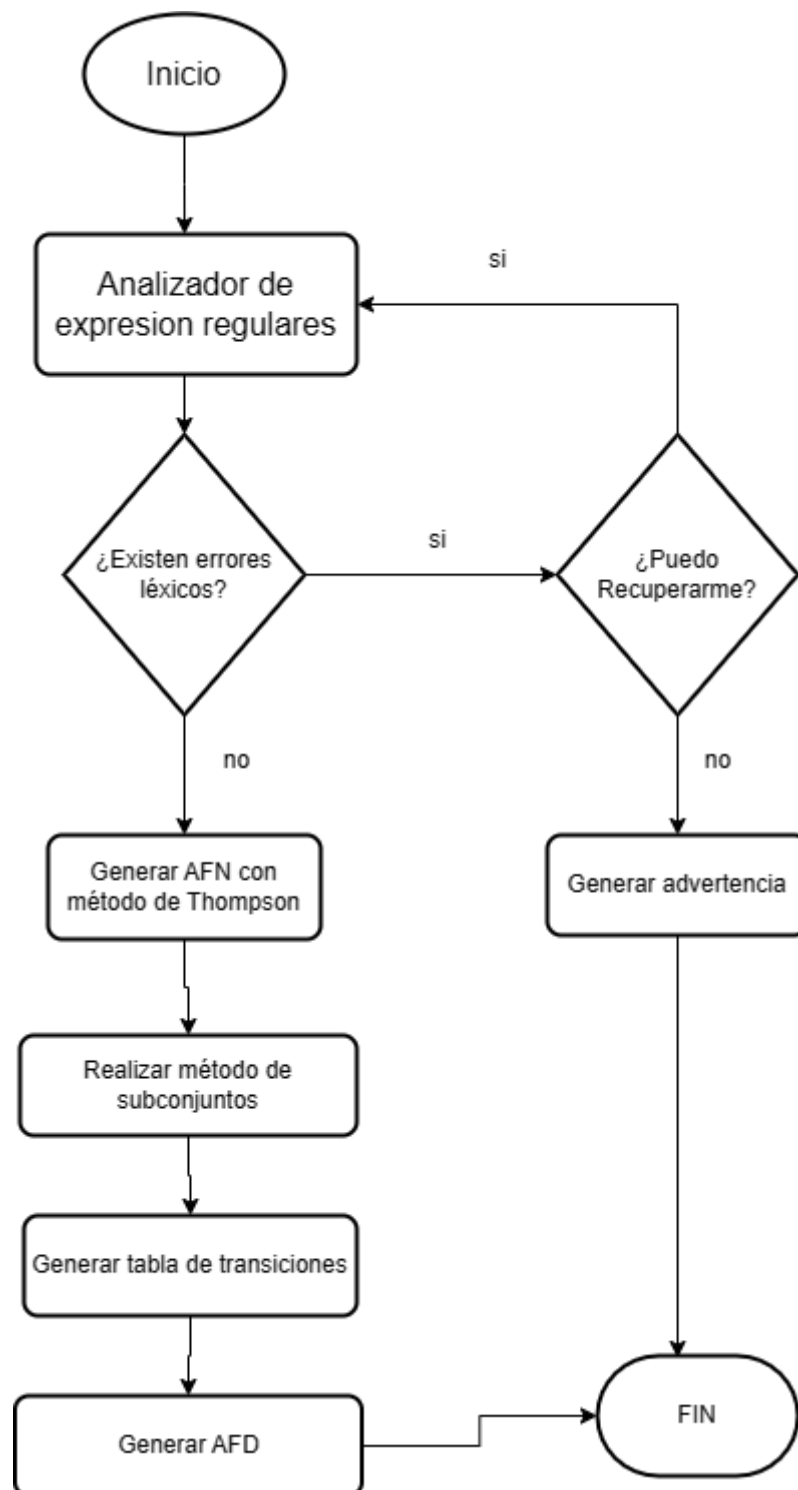 Inicio
Analizador de
expresion regulares
si
¿Existen errores
léxicos?
si
¿Puedo
Recuperarme?
no
no
Generar AFN con
método de Thompson
Generar advertencia
Realizar método de
subconjuntos
Generar tabla de transiciones
Generar AFD
FIN